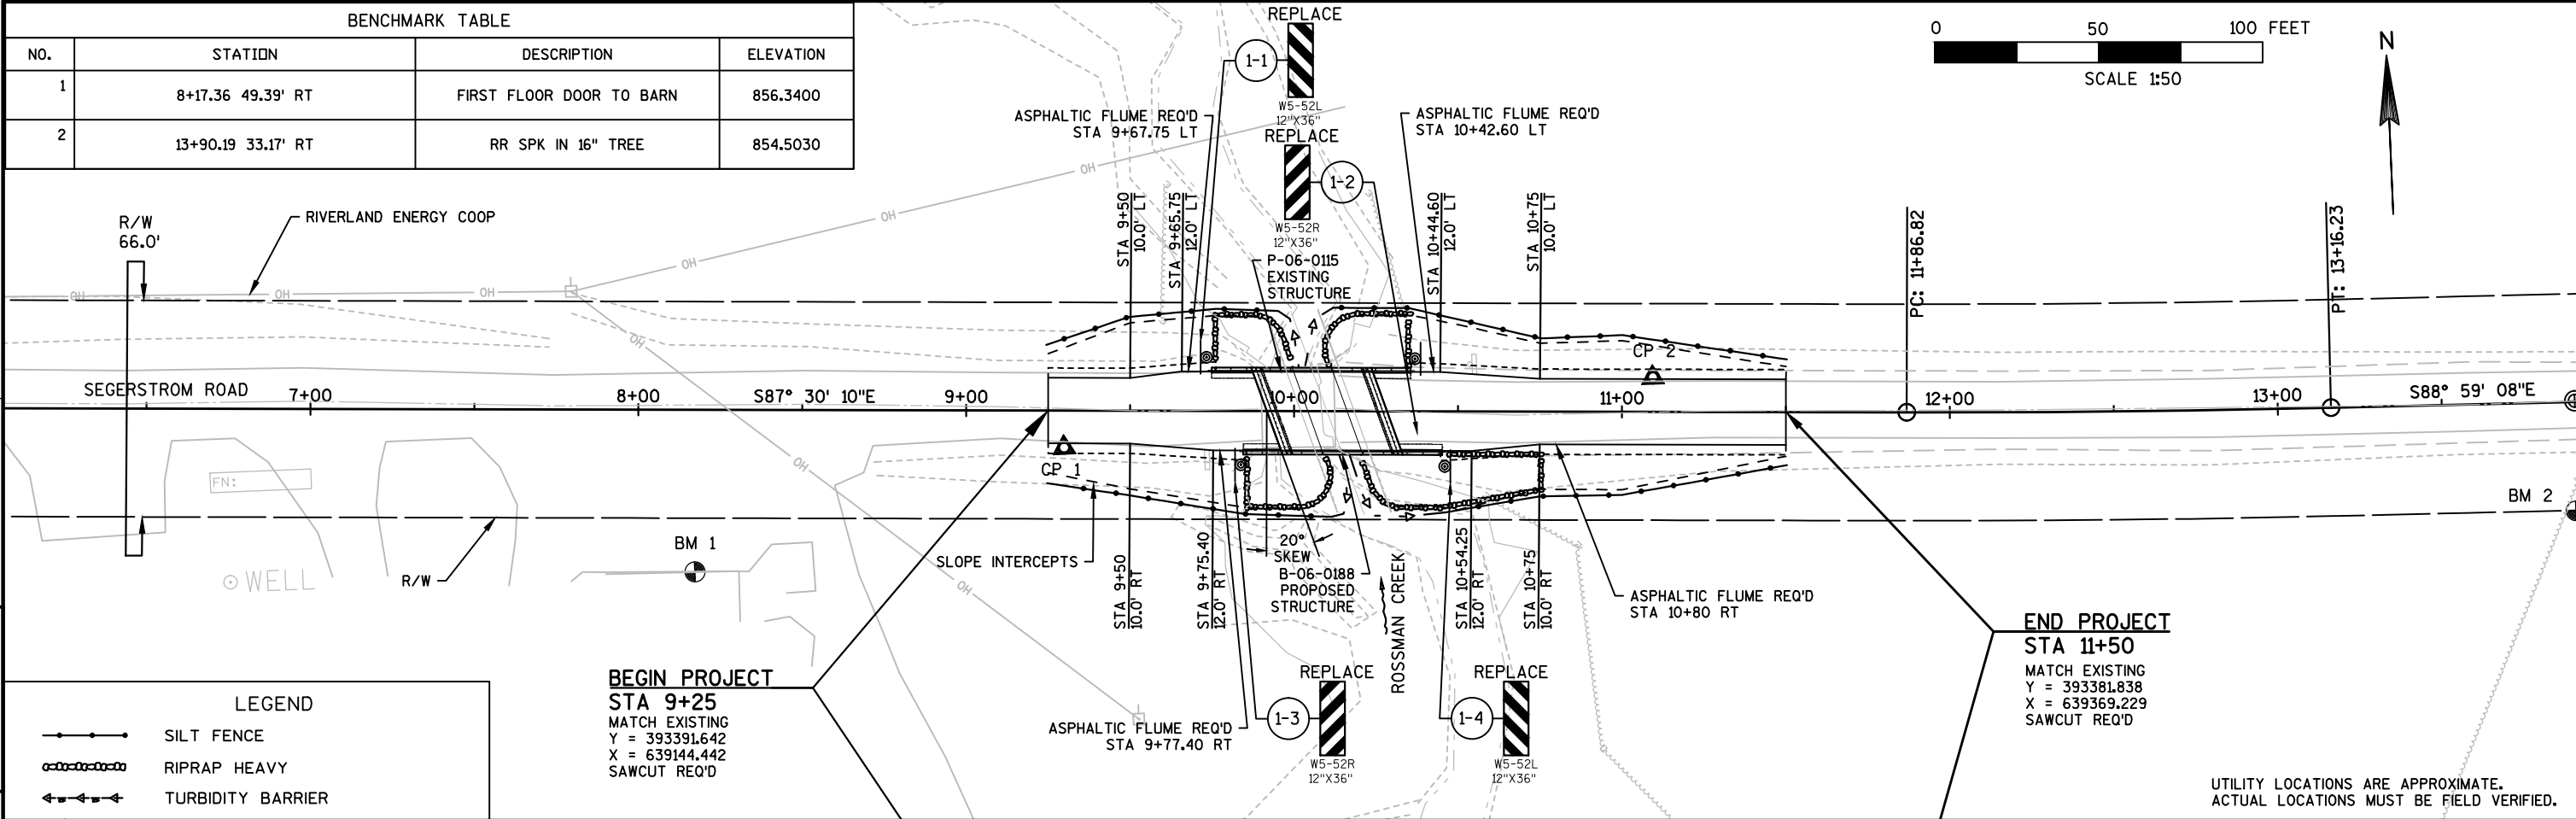 BENCHMARK TABLE
NO. STATION DESCRIPTION ELEVATION
1 8+17.36 49.39' RT FIRST FLOOR DOOR TO BARN 856.3400
2 13+90.19 33.17' RT RR SPK IN 16" TREE 854.5030
REPLACE
1-1
W5-52L
12"X36"
REPLACE
1-2
W5-52R
12"X36"
ASPHALTIC FLUME REQ'D
STA 9+67.75 LT
ASPHALTIC FLUME REQ'D
STA 10+42.60 LT
0 50 100 FEET
SCALE 1:50
N
R/W
66.0'
RIVERLAND ENERGY COOP
OH
OH
OH
OH
OH
OH
OH
OH
OH
STA 9+50
10.0' LT
STA 9+65.75
12.0' LT
P-06-0115
EXISTING
STRUCTURE
STA 10+44.60
12.0' LT
STA 10+75
10.0' LT
PC: 11+86.82
PT: 13+16.23
CP 2
SEGERSTROM ROAD
7+00
8+00
S87° 30' 10"E
9+00
10+00
11+00
12+00
13+00
S88° 59' 08"E
CP 1
FN:
WELL
R/W
BM 1
BM 2
SLOPE INTERCEPTS
STA 9+50
10.0' RT
STA 9+75.40
12.0' RT
20°
SKEW
B-06-0188
PROPOSED
STRUCTURE
ROSSMAN CREEK
STA 10+54.25
12.0' RT
STA 10+75
10.0' RT
ASPHALTIC FLUME REQ'D
STA 10+80 RT
BEGIN PROJECT
STA 9+25
MATCH EXISTING
Y = 393391.642
X = 639144.442
SAWCUT REQ'D
ASPHALTIC FLUME REQ'D
STA 9+77.40 RT
REPLACE
1-3
W5-52R
12"X36"
REPLACE
1-4
W5-52L
12"X36"
END PROJECT
STA 11+50
MATCH EXISTING
Y = 393381.838
X = 639369.229
SAWCUT REQ'D
LEGEND
SILT FENCE
RIPRAP HEAVY
TURBIDITY BARRIER
UTILITY LOCATIONS ARE APPROXIMATE.
ACTUAL LOCATIONS MUST BE FIELD VERIFIED.